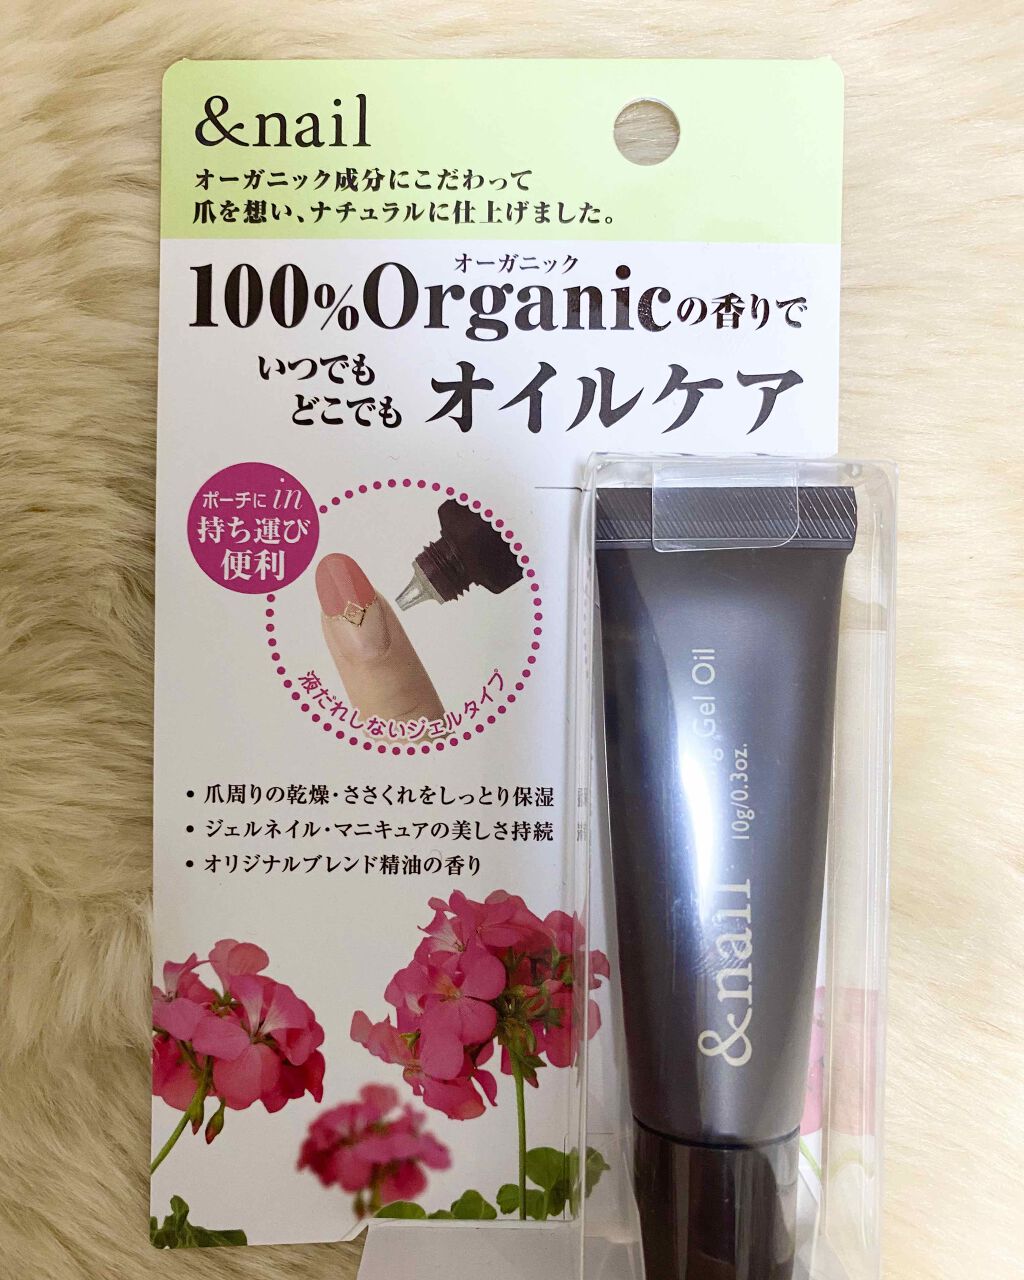 &nail
オーガニック成分にこだわって
爪を想い、ナチュラルに仕上げました。
オーガニック
100%Organicの香りで
いつでも
どこでも
オイルケア
ポーチにin
持ち運び
便利
液だれしないジェルタイプ
• 爪周りの乾燥・ささくれをしっとり保湿
• ジェルネイル・マニキュアの美しさ持続
• オリジナルブレンド精油の香り
&nail
Gel Oil
10g/0.3oz.